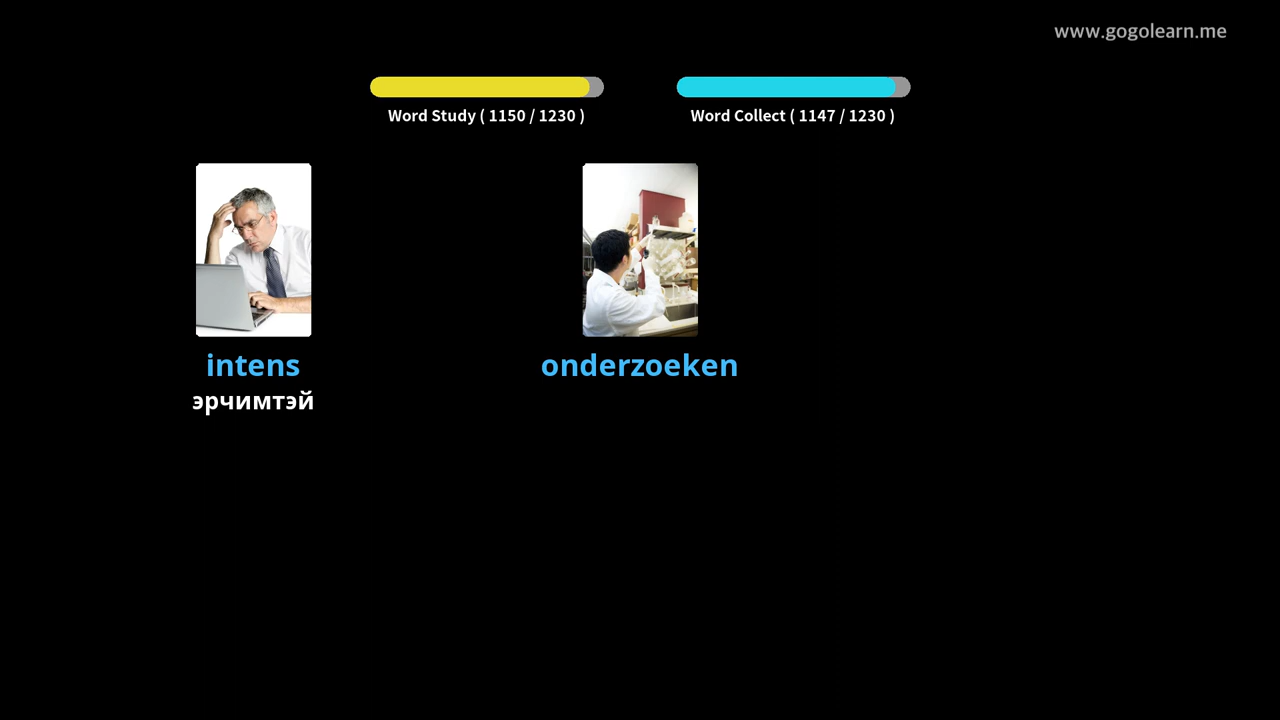 www.gogolearn.me
Word Study ( 1150 / 1230 )
Word Collect ( 1147 / 1230 )
intens
эрчимтэй
onderzoeken